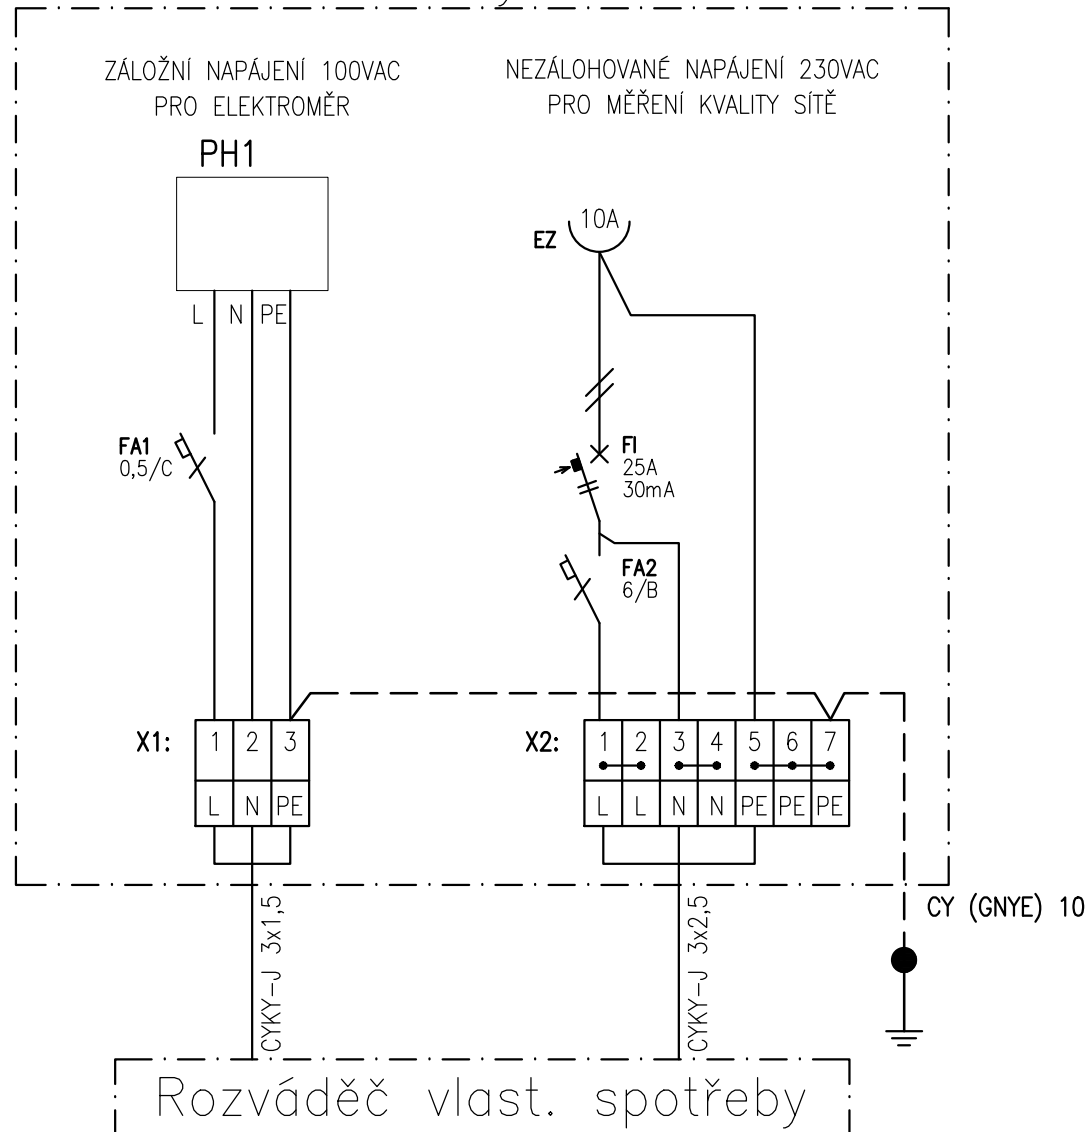 ZÁLOŽNÍ NAPÁJENÍ 100VAC
PRO ELEKTROMĚR
NEZÁLOHOVANÉ NAPÁJENÍ 230VAC
PRO MĚŘENÍ KVALITY SÍTĚ
PH1
10A
EZ
L N PE
FA1
0,5/C
FI
25A
30mA
FA2
6/B
X1: 1 2 3
L N PE
X2: 1 2 3 4 5 6 7
L L N N PE PE PE
CY (GNYE) 10
CYKY-J 3x1,5
CYKY-J 3x2,5
Rozváděč vlast. spotřeby